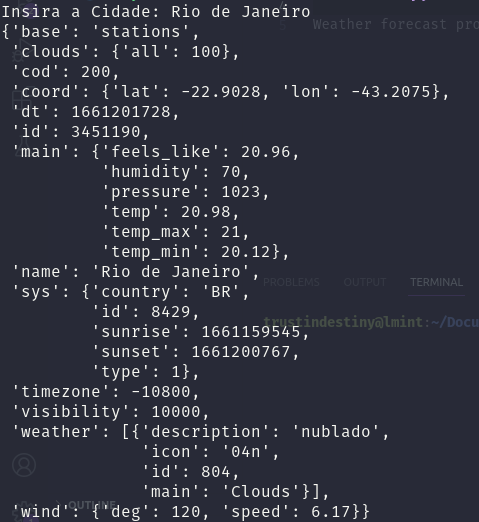 Insira a Cidade: Rio de Janeiro
{'base': 'stations',
Weather forecast pro
'clouds': {'all': 100},
'cod': 200,
'coord': {'lat': -22.9028, 'lon': -43.2075},
'dt': 1661201728,
'id': 3451190,
'main': {'feels_like': 20.96,
'humidity': 70,
'pressure': 1023,
'temp': 20.98,
'temp_max': 21,
'temp_min': 20.12},
'name': 'Rio de Janeiro',
PROBLEMS OUTPUT TERMINAL
'sys': {'country': 'BR',
'id': 8429,
trustindestiny@lmint:~/Docu
'sunrise': 1661159545,
'sunset': 1661200767,
'type': 1},
'timezone': -10800,
'visibility': 10000,
'weather': [{'description': 'nublado',
'icon': '04n',
'id': 804,
'main': 'Clouds'}],
OUTLINE
'wind': {'deg': 120, 'speed': 6.17}}